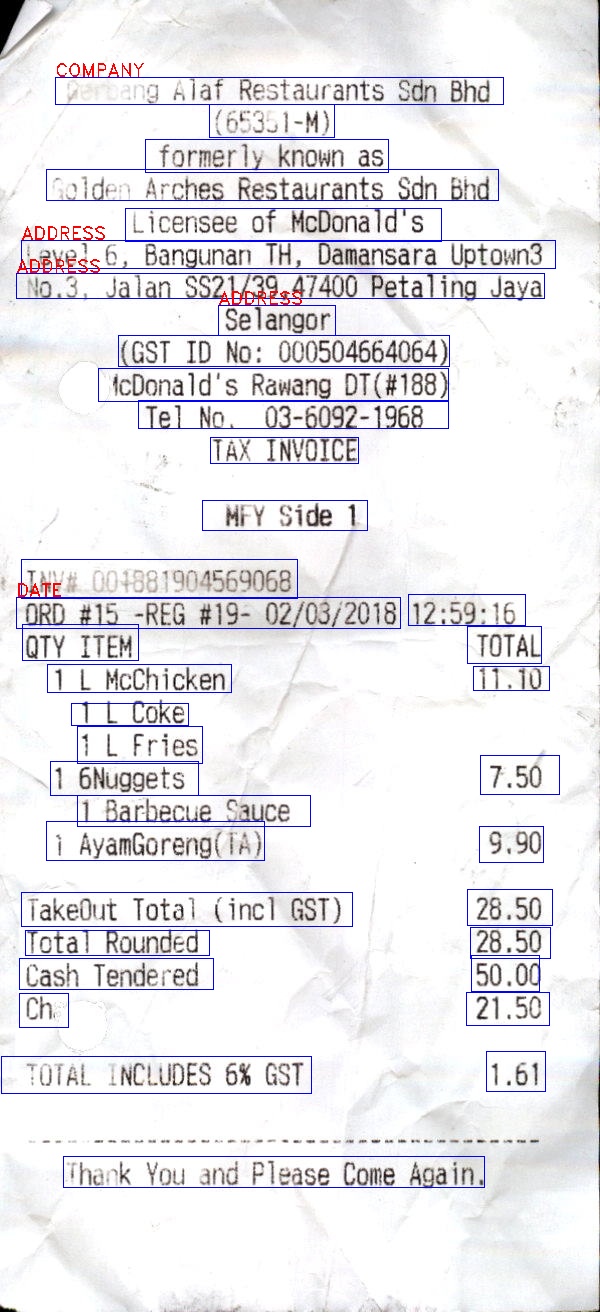 COMPANY
Gerbang Alaf Restaurants Sdn Bhd
(65351-M)
formerly known as
Golden Arches Restaurants Sdn Bhd
Licensee of McDonald's
ADDRESS
Level 6, Bangunan TH, Damansara Uptown3
ADDRESS
No.3, Jalan SS21/39,47400 Petaling Jaya
ADDRESS
Selangor
(GST ID No: 000504664064)
McDonald's Rawang DT(#188)
Tel No. 03-6092-1968
TAX INVOICE
MFY Side 1
INV# 001881904569068
DATE
ORD #15 -REG #19- 02/03/2018 12:59:16
QTY ITEM TOTAL
1 L McChicken 11.10
1 L Coke
1 L Fries
1 6Nuggets 7.50
1 Barbecue Sauce
1 AyamGoreng(TA) 9.90
TakeOut Total (incl GST) 28.50
Total Rounded 28.50
Cash Tendered 50.00
Ch 21.50
TOTAL INCLUDES 6% GST 1.61
Thank You and Please Come Again.